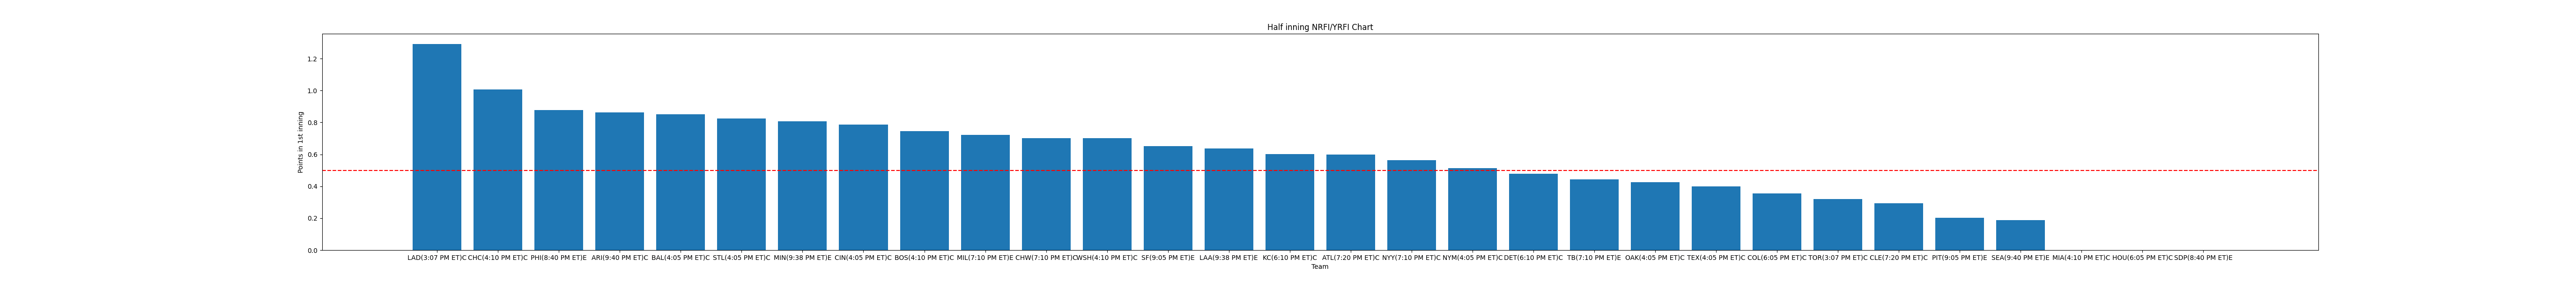 Half inning NRFI/YRFI Chart
Points in 1st inning
1.2
1.0
0.8
0.6
0.4
0.2
0.0
LAD(3:07 PM ET)C CHC(4:10 PM ET)C PHI(8:40 PM ET)E ARI(9:40 PM ET)C BAL(4:05 PM ET)C STL(4:05 PM ET)C MIN(9:38 PM ET)E CIN(4:05 PM ET)C BOS(4:10 PM ET)C MIL(7:10 PM ET)E CHW(7:10 PM ET)C WSH(4:10 PM ET)C SF(9:05 PM ET)E LAA(9:38 PM ET)E KC(6:10 PM ET)C ATL(7:20 PM ET)C NYY(7:10 PM ET)C NYM(4:05 PM ET)C DET(6:10 PM ET)C TB(7:10 PM ET)E OAK(4:05 PM ET)C TEX(4:05 PM ET)C COL(6:05 PM ET)C TOR(3:07 PM ET)C CLE(7:20 PM ET)C PIT(9:05 PM ET)E SEA(9:40 PM ET)E MIA(4:10 PM ET)C HOU(6:05 PM ET)C SDP(8:40 PM ET)E
Team